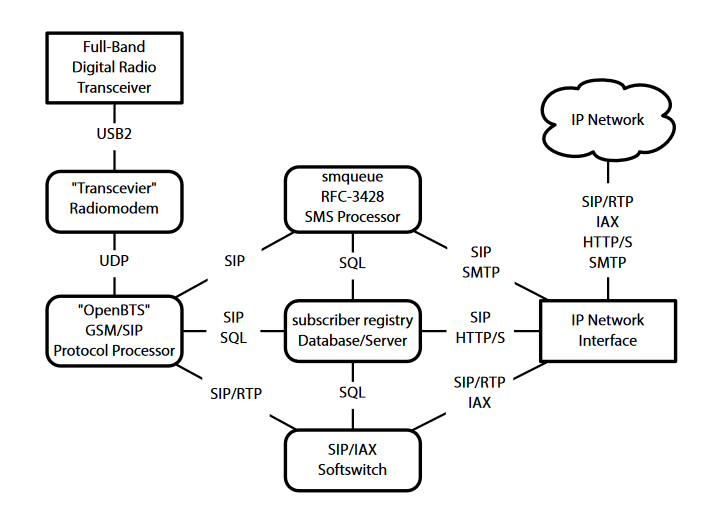 Full-Band
Digital Radio
Transceiver
USB2
"Transcevier"
Radiomodem
UDP
"OpenBTS"
GSM/SIP
Protocol Processor
SIP
SIP
SQL
SIP/RTP
smqueue
RFC-3428
SMS Processor
SQL
subscriber registry
Database/Server
SQL
SIP/IAX
Softswitch
SIP
SMTP
SIP
HTTP/S
SIP/RTP
IAX
IP Network
SIP/RTP
IAX
HTTP/S
SMTP
IP Network
Interface